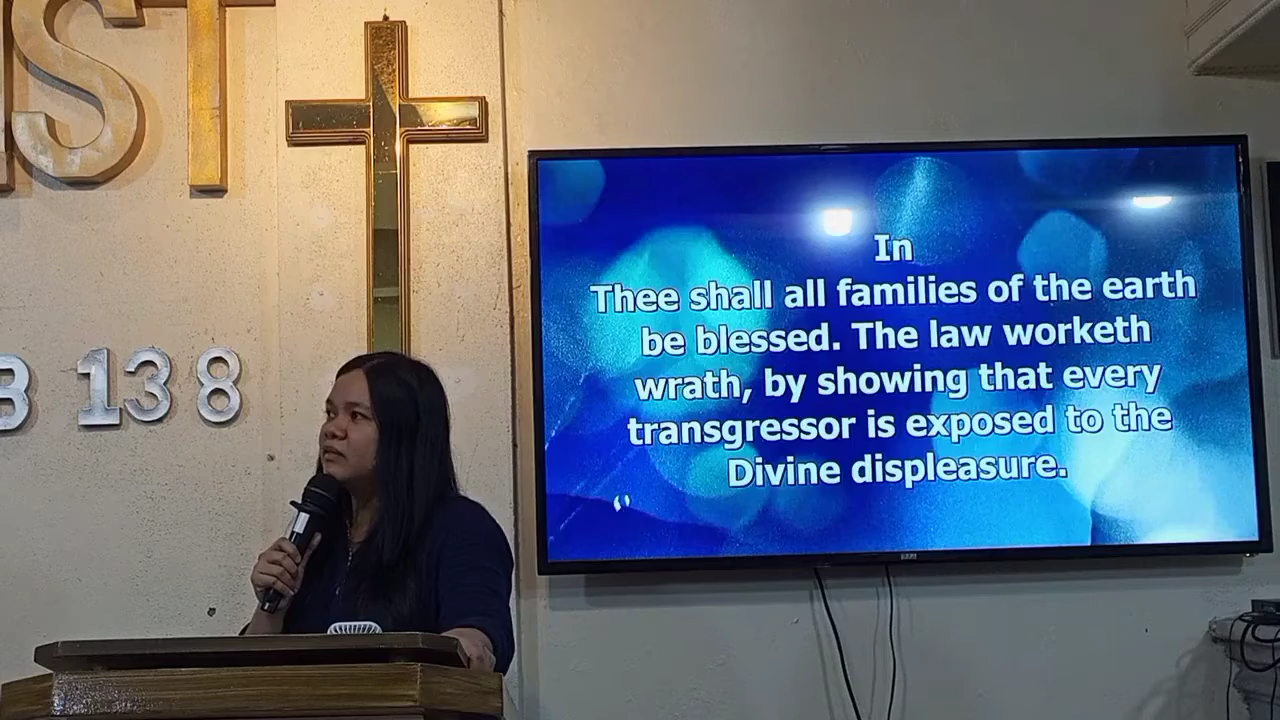 IST
B 138
In
Thee shall all families of the earth
be blessed. The law worketh
wrath, by showing that every
transgressor is exposed to the
Divine displeasure.
“